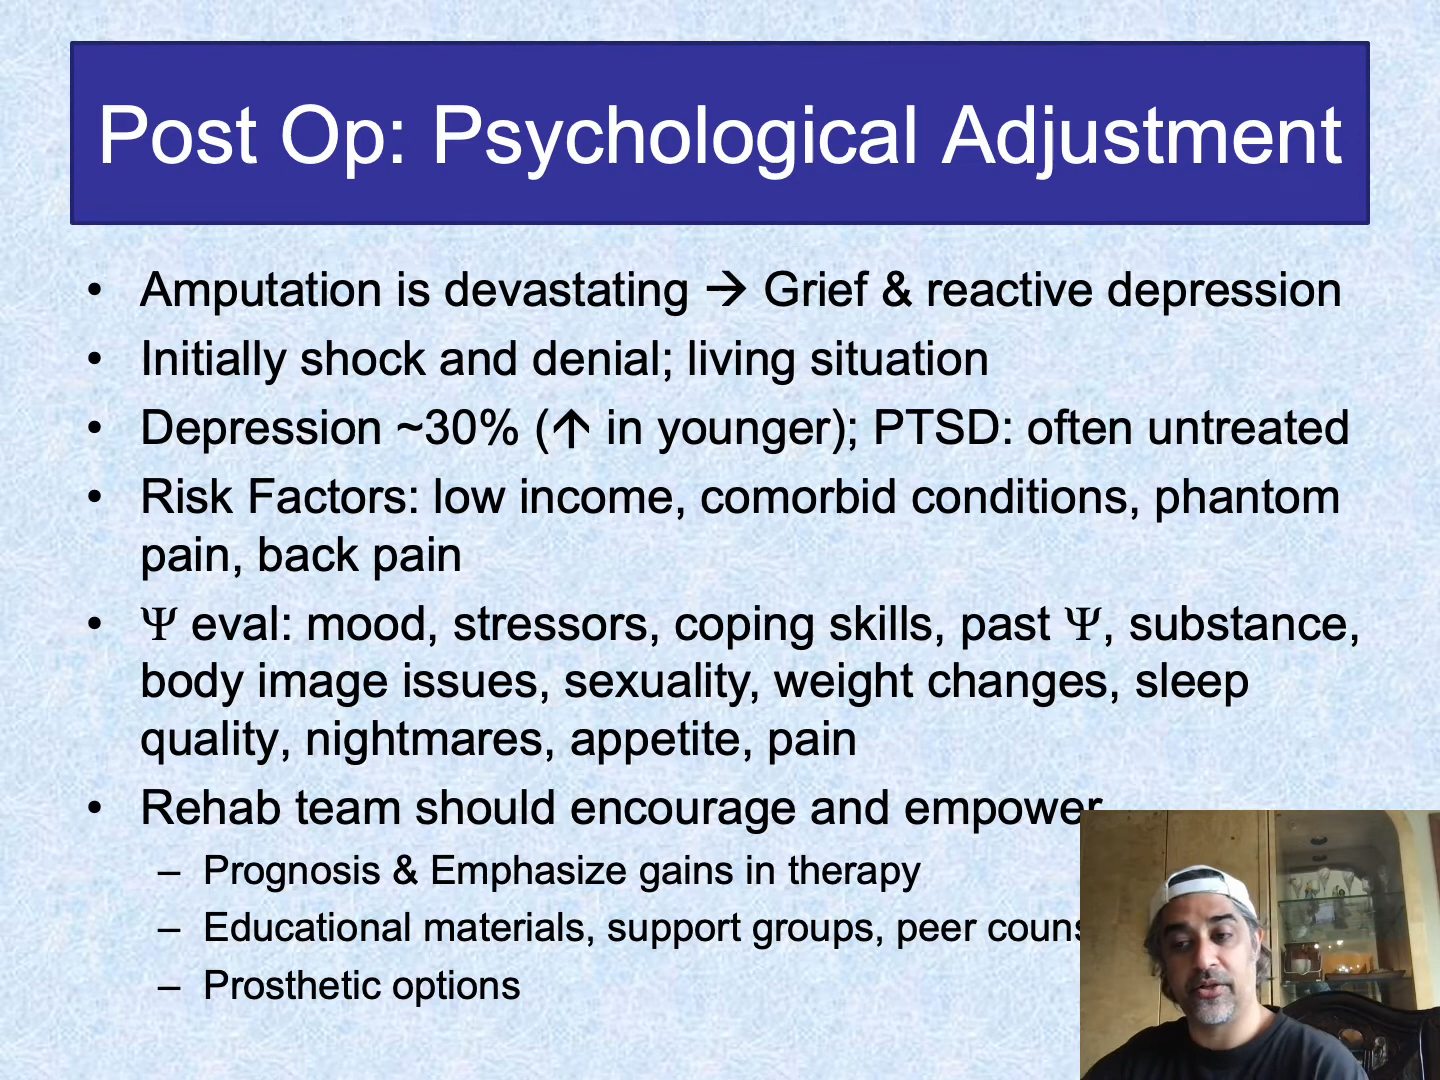 Post Op: Psychological Adjustment
• Amputation is devastating → Grief & reactive depression
• Initially shock and denial; living situation
• Depression ~30% (↑ in younger); PTSD: often untreated
• Risk Factors: low income, comorbid conditions, phantom
pain, back pain
• Ψ eval: mood, stressors, coping skills, past Ψ, substance,
body image issues, sexuality, weight changes, sleep
quality, nightmares, appetite, pain
• Rehab team should encourage and empower
– Prognosis & Emphasize gains in therapy
– Educational materials, support groups, peer
– Prosthetic options